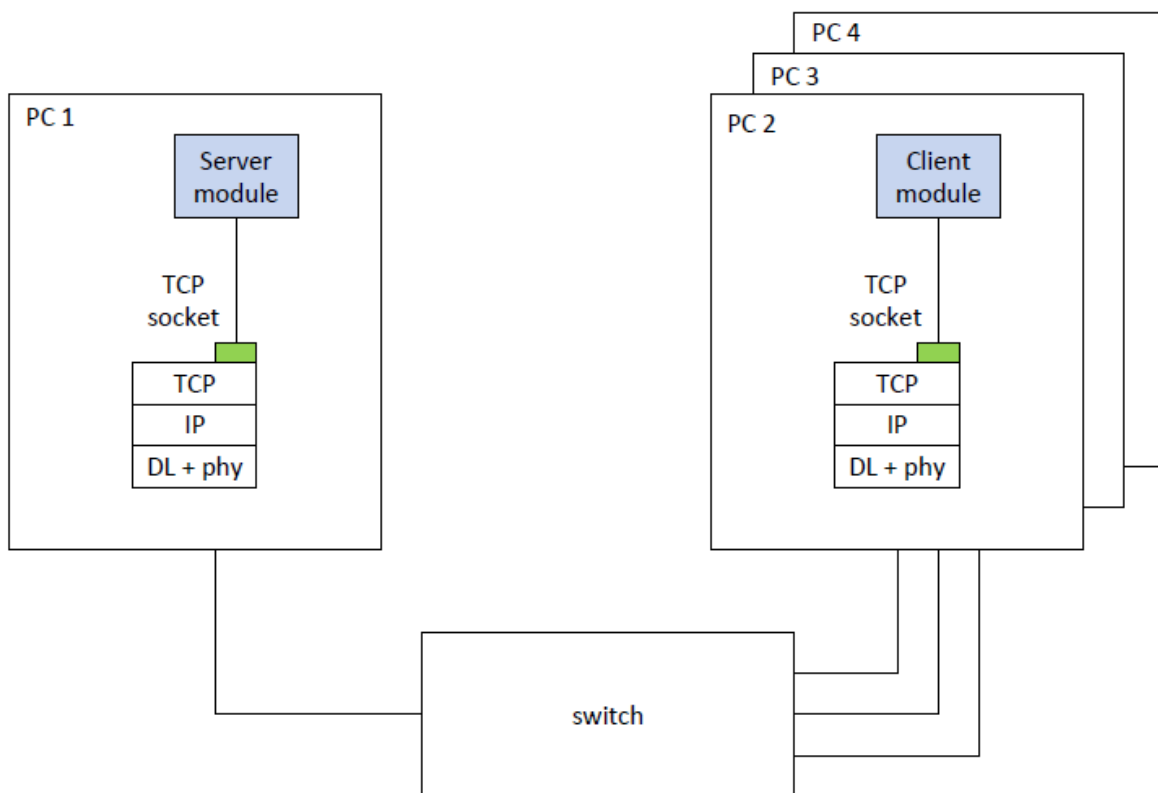 PC 4
PC 3
PC 1
PC 2
Server
module
Client
module
TCP
socket
TCP
socket
TCP
IP
DL + phy
TCP
IP
DL + phy
switch